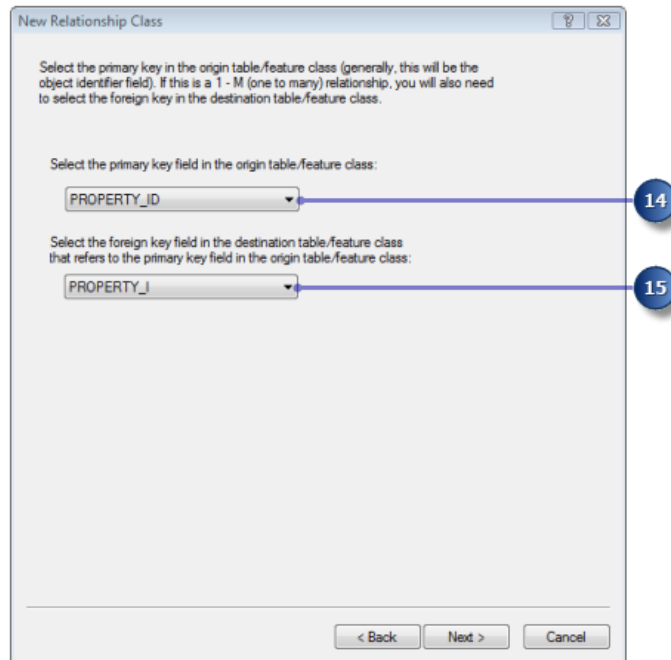 New Relationship Class
Select the primary key in the origin table/feature class (generally, this will be the
object identifier field). If this is a 1 - M (one to many) relationship, you will also need
to select the foreign key in the destination table/feature class.
Select the primary key field in the origin table/feature class:
PROPERTY_ID
14
Select the foreign key field in the destination table/feature class
that refers to the primary key field in the origin table/feature class:
PROPERTY_I
15
< Back
Next >
Cancel